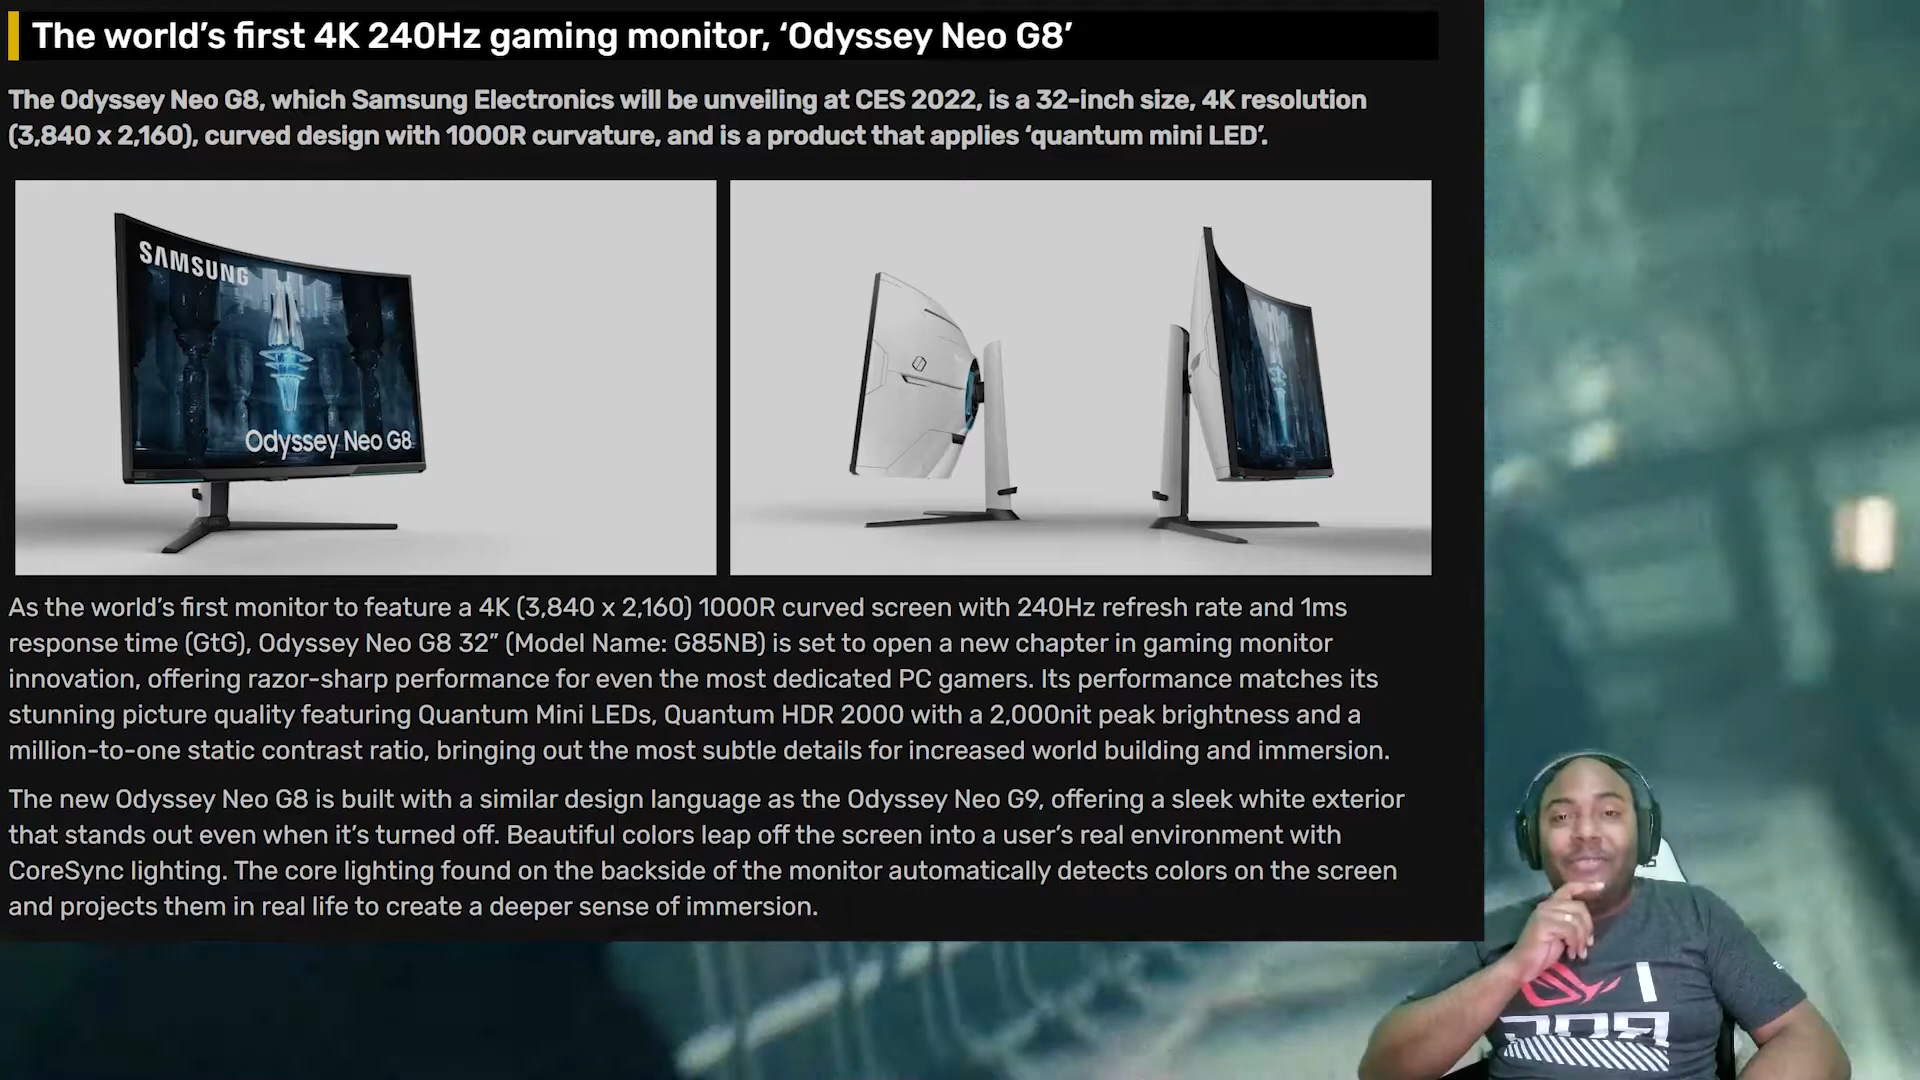 The world's first 4K 240Hz gaming monitor, ‘Odyssey Neo G8’
The Odyssey Neo G8, which Samsung Electronics will be unveiling at CES 2022, is a 32-inch size, 4K resolution
(3,840 x 2,160), curved design with 1000R curvature, and is a product that applies ‘quantum mini LED’.
SAMSUNG
Odyssey Neo G8
As the world’s first monitor to feature a 4K (3,840 x 2,160) 1000R curved screen with 240Hz refresh rate and 1ms
response time (GtG), Odyssey Neo G8 32” (Model Name: G85NB) is set to open a new chapter in gaming monitor
innovation, offering razor-sharp performance for even the most dedicated PC gamers. Its performance matches its
stunning picture quality featuring Quantum Mini LEDs, Quantum HDR 2000 with a 2,000nit peak brightness and a
million-to-one static contrast ratio, bringing out the most subtle details for increased world building and immersion.
The new Odyssey Neo G8 is built with a similar design language as the Odyssey Neo G9, offering a sleek white exterior
that stands out even when it’s turned off. Beautiful colors leap off the screen into a user’s real environment with
CoreSync lighting. The core lighting found on the backside of the monitor automatically detects colors on the screen
and projects them in real life to create a deeper sense of immersion.